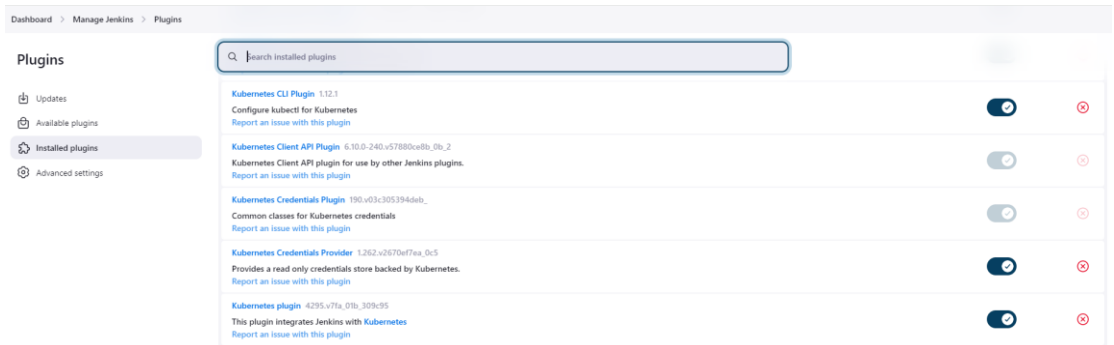 Dashboard > Manage Jenkins > Plugins
Plugins
Search installed plugins
Updates
Available plugins
Installed plugins
Advanced settings
Kubernetes CLI Plugin 1.12.1
Configure kubectl for Kubernetes
Report an issue with this plugin
Kubernetes Client API Plugin 6.10.0-240.v57880ce8b_0b_2
Kubernetes Client API plugin for use by other Jenkins plugins.
Report an issue with this plugin
Kubernetes Credentials Plugin 190.v03c305394deb_
Common classes for Kubernetes credentials
Report an issue with this plugin
Kubernetes Credentials Provider 1.262.v2670ef7ea_0c5
Provides a read only credentials store backed by Kubernetes.
Report an issue with this plugin
Kubernetes plugin 4295.v7fa_01b_309c95
This plugin integrates Jenkins with Kubernetes
Report an issue with this plugin